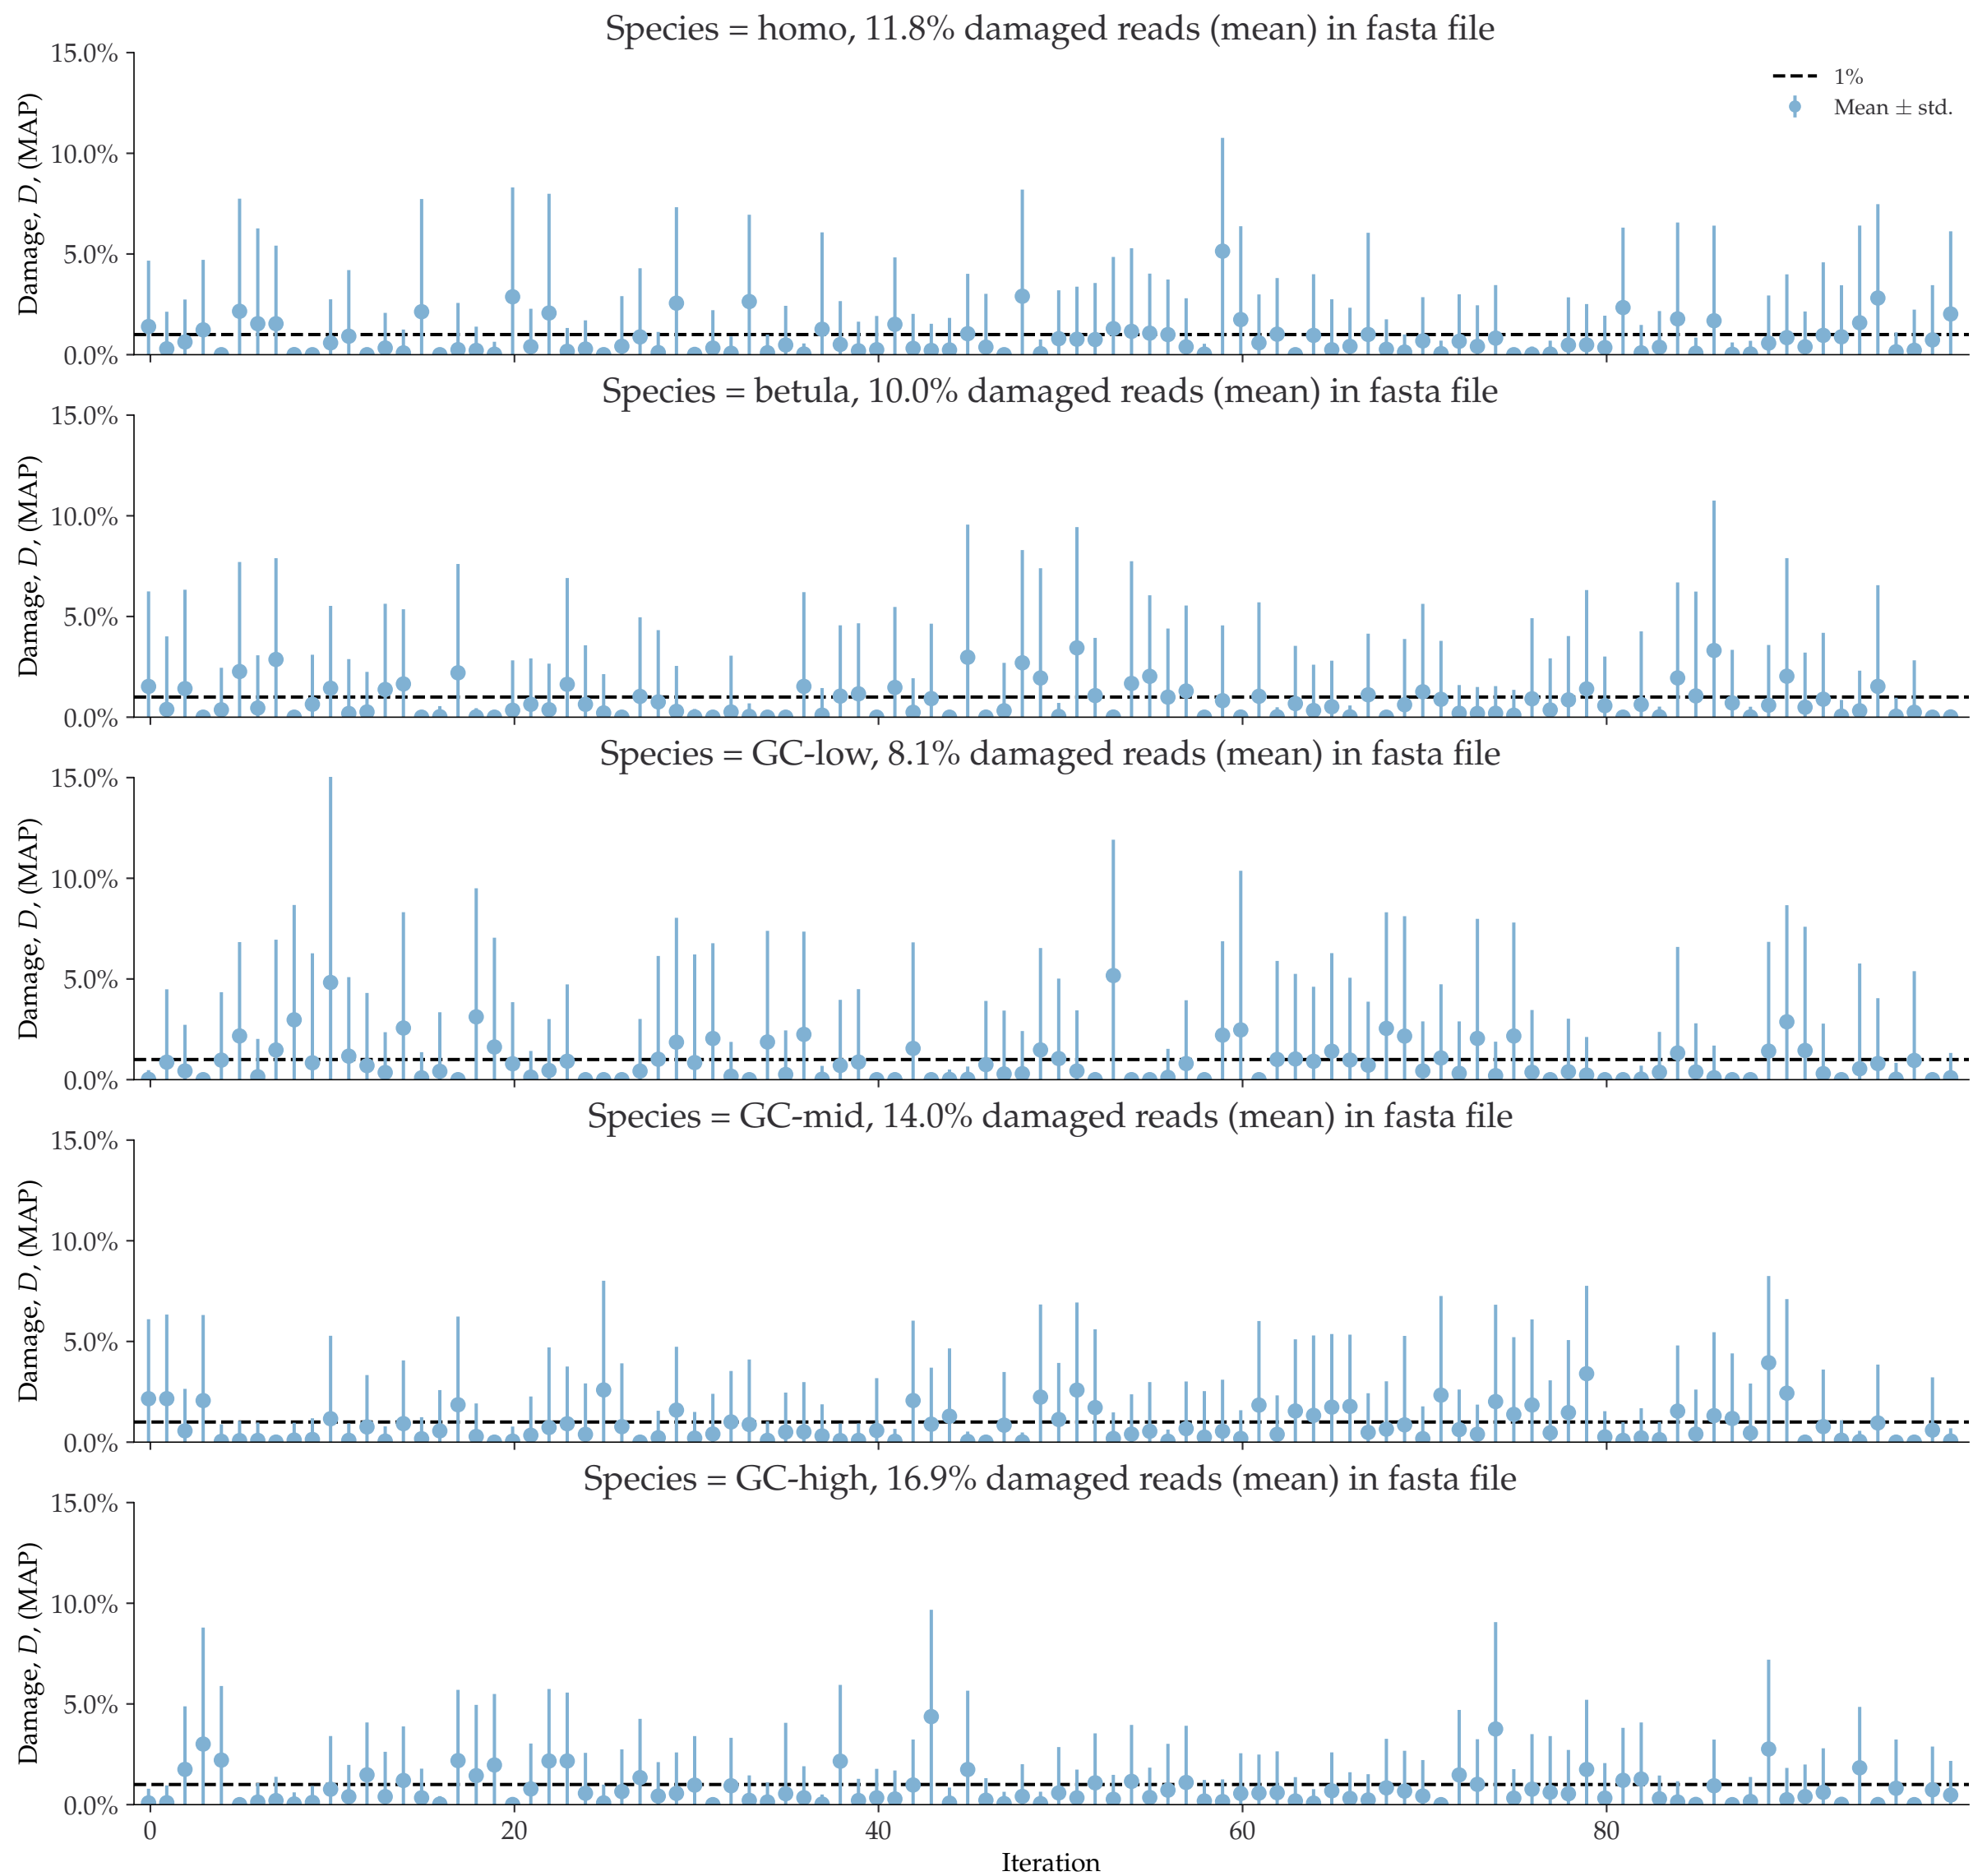 Species = homo, 11.8% damaged reads (mean) in fasta file
15.0%
10.0%
5.0%
0.0%
Damage, D, (MAP)
1%
Mean ± std.
Species = betula, 10.0% damaged reads (mean) in fasta file
15.0%
10.0%
5.0%
0.0%
Damage, D, (MAP)
Species = GC-low, 8.1% damaged reads (mean) in fasta file
15.0%
10.0%
5.0%
0.0%
Damage, D, (MAP)
Species = GC-mid, 14.0% damaged reads (mean) in fasta file
15.0%
10.0%
5.0%
0.0%
Damage, D, (MAP)
Species = GC-high, 16.9% damaged reads (mean) in fasta file
15.0%
10.0%
5.0%
0.0%
Damage, D, (MAP)
0 20 40 60 80
Iteration